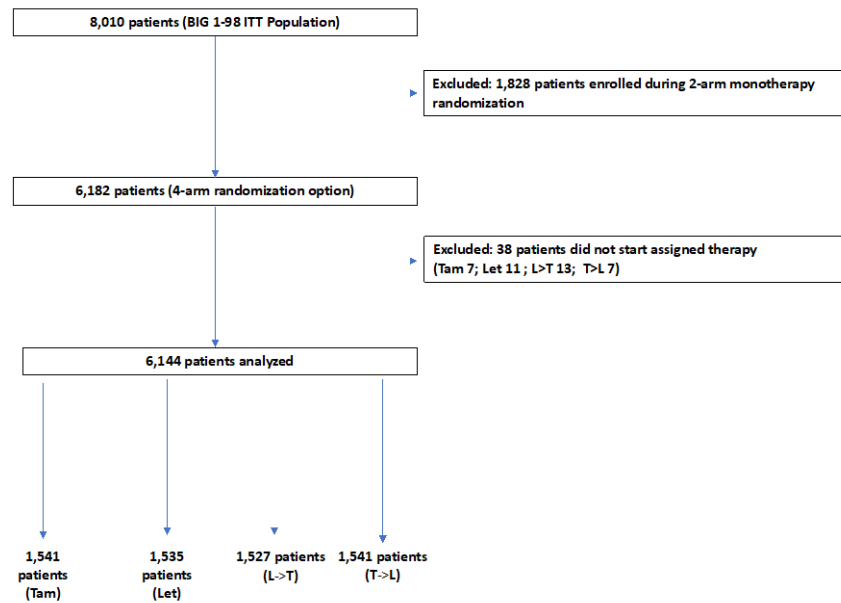 8,010 patients (BIG 1-98 ITT Population)
Excluded: 1,828 patients enrolled during 2-arm monotherapy
randomization
6,182 patients (4-arm randomization option)
Excluded: 38 patients did not start assigned therapy
(Tam 7; Let 11 ; L>T 13; T>L 7)
6,144 patients analyzed
1,541
patients
(Tam)
1,535
patients
(Let)
1,527 patients
(L->T)
1,541 patients
(T->L)